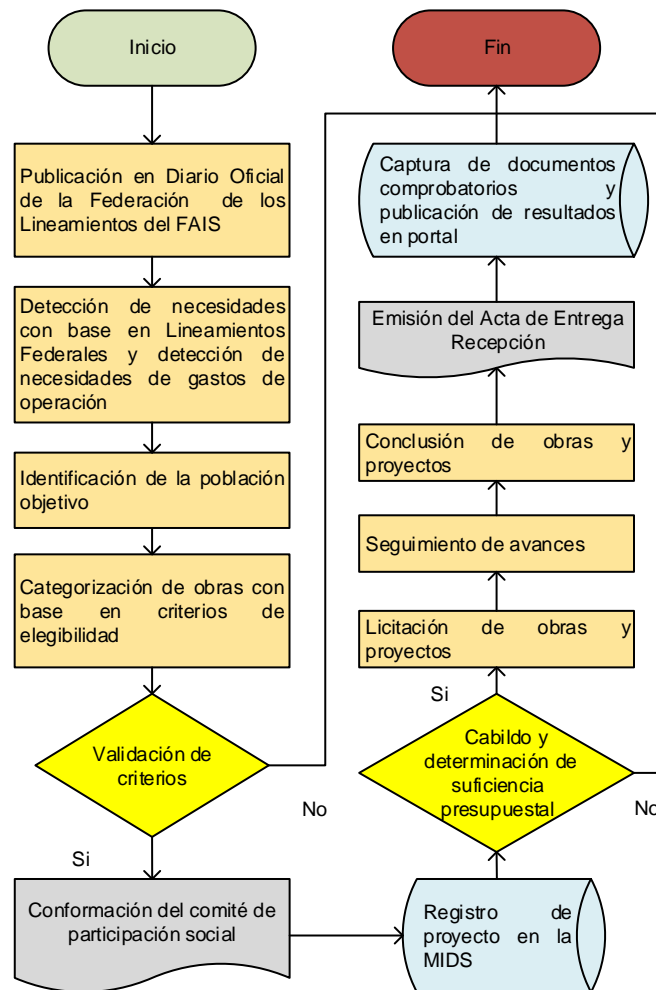 Inicio
Publicación en Diario Oficial
de la Federación de los
Lineamientos del FAIS
Detección de necesidades
con base en Lineamientos
Federales y detección de
necesidades de gastos de
operación
Identificación de la población
objetivo
Categorización de obras con
base en criterios de
elegibilidad
Validación de
criterios
No
Si
Conformación del comité de
participación social
Registro de
proyecto en la
MIDS
Cabildo y
determinación de
suficiencia
presupuestal
No
Si
Licitación de obras y
proyectos
Seguimiento de avances
Conclusión de obras y
proyectos
Emisión del Acta de Entrega
Recepción
Captura de documentos
comprobatorios y
publicación de resultados
en portal
Fin